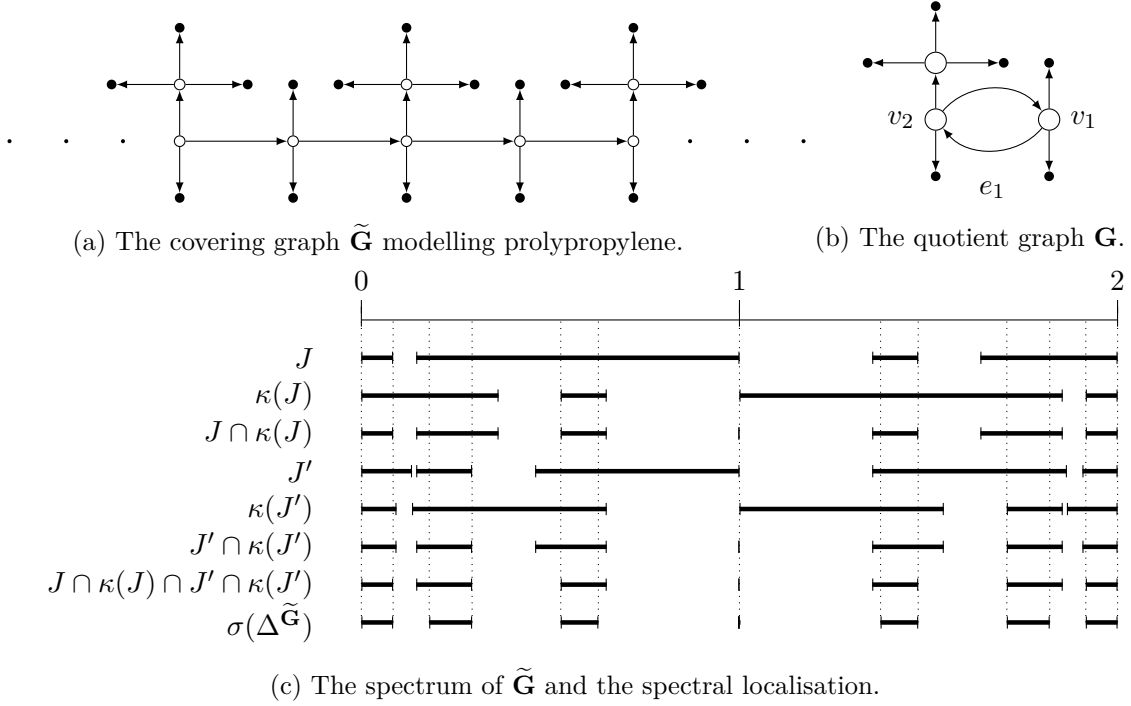 v₂
v₁
e₁
(a) The covering graph G̃ modelling prolypropylene.
(b) The quotient graph G.
0 1 2
J
κ(J)
J ∩ κ(J)
J′
κ(J′)
J′ ∩ κ(J′)
J ∩ κ(J) ∩ J′ ∩ κ(J′)
σ(Δ^G̃)
(c) The spectrum of G̃ and the spectral localisation.